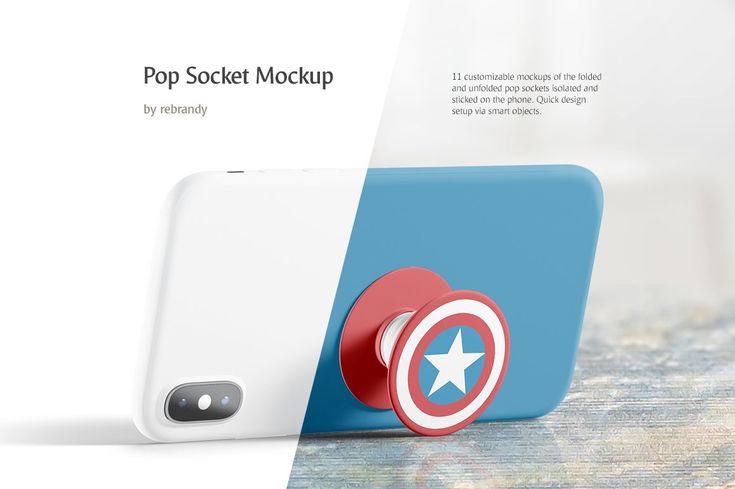 Pop Socket Mockup
by rebrandy
11 customizable mockups of the folded
and unfolded pop sockets isolated and
sticked on the phone. Quick design
setup via smart objects.